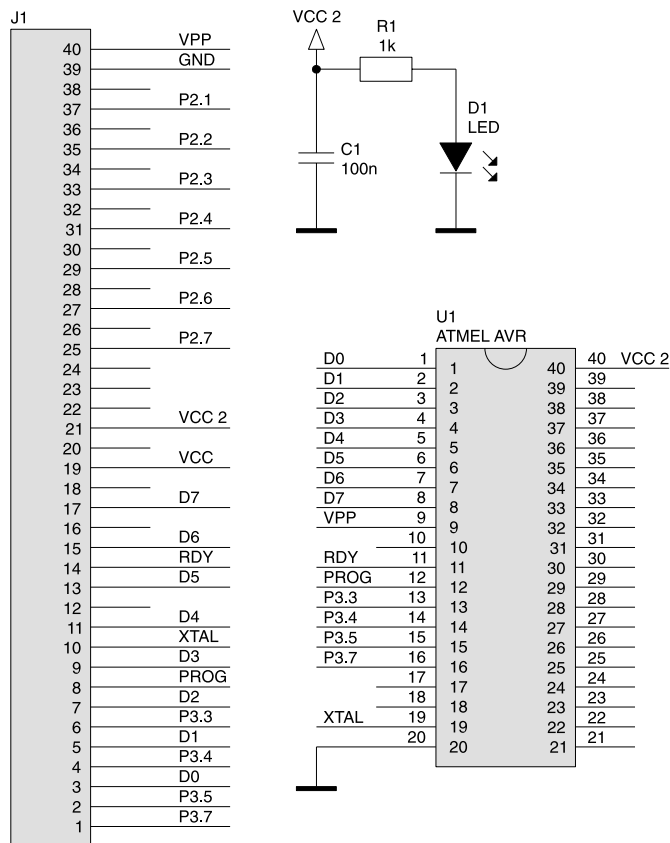 J1
40 VPP
39 GND
38
37 P2.1
36
35 P2.2
34
33 P2.3
32
31 P2.4
30
29 P2.5
28
27 P2.6
26
25 P2.7
24
23
22
21 VCC 2
20
19 VCC
18
17 D7
16
15 D6
14 RDY
13 D5
12
11 D4
10 XTAL
9 D3
8 PROG
7 D2
6 P3.3
5 D1
4 P3.4
3 D0
2 P3.5
1 P3.7
VCC 2
R1
1k
D1
LED
C1
100n
U1
ATMEL AVR
D0 1 1 40 40 VCC 2
D1 2 2 39 39
D2 3 3 38 38
D3 4 4 37 37
D4 5 5 36 36
D5 6 6 35 35
D6 7 7 34 34
D7 8 8 33 33
VPP 9 9 32 32
10 10 31 31
RDY 11 11 30 30
PROG 12 12 29 29
P3.3 13 13 28 28
P3.4 14 14 27 27
P3.5 15 15 26 26
P3.7 16 16 25 25
17 17 24 24
18 18 23 23
XTAL 19 19 22 22
20 20 21 21